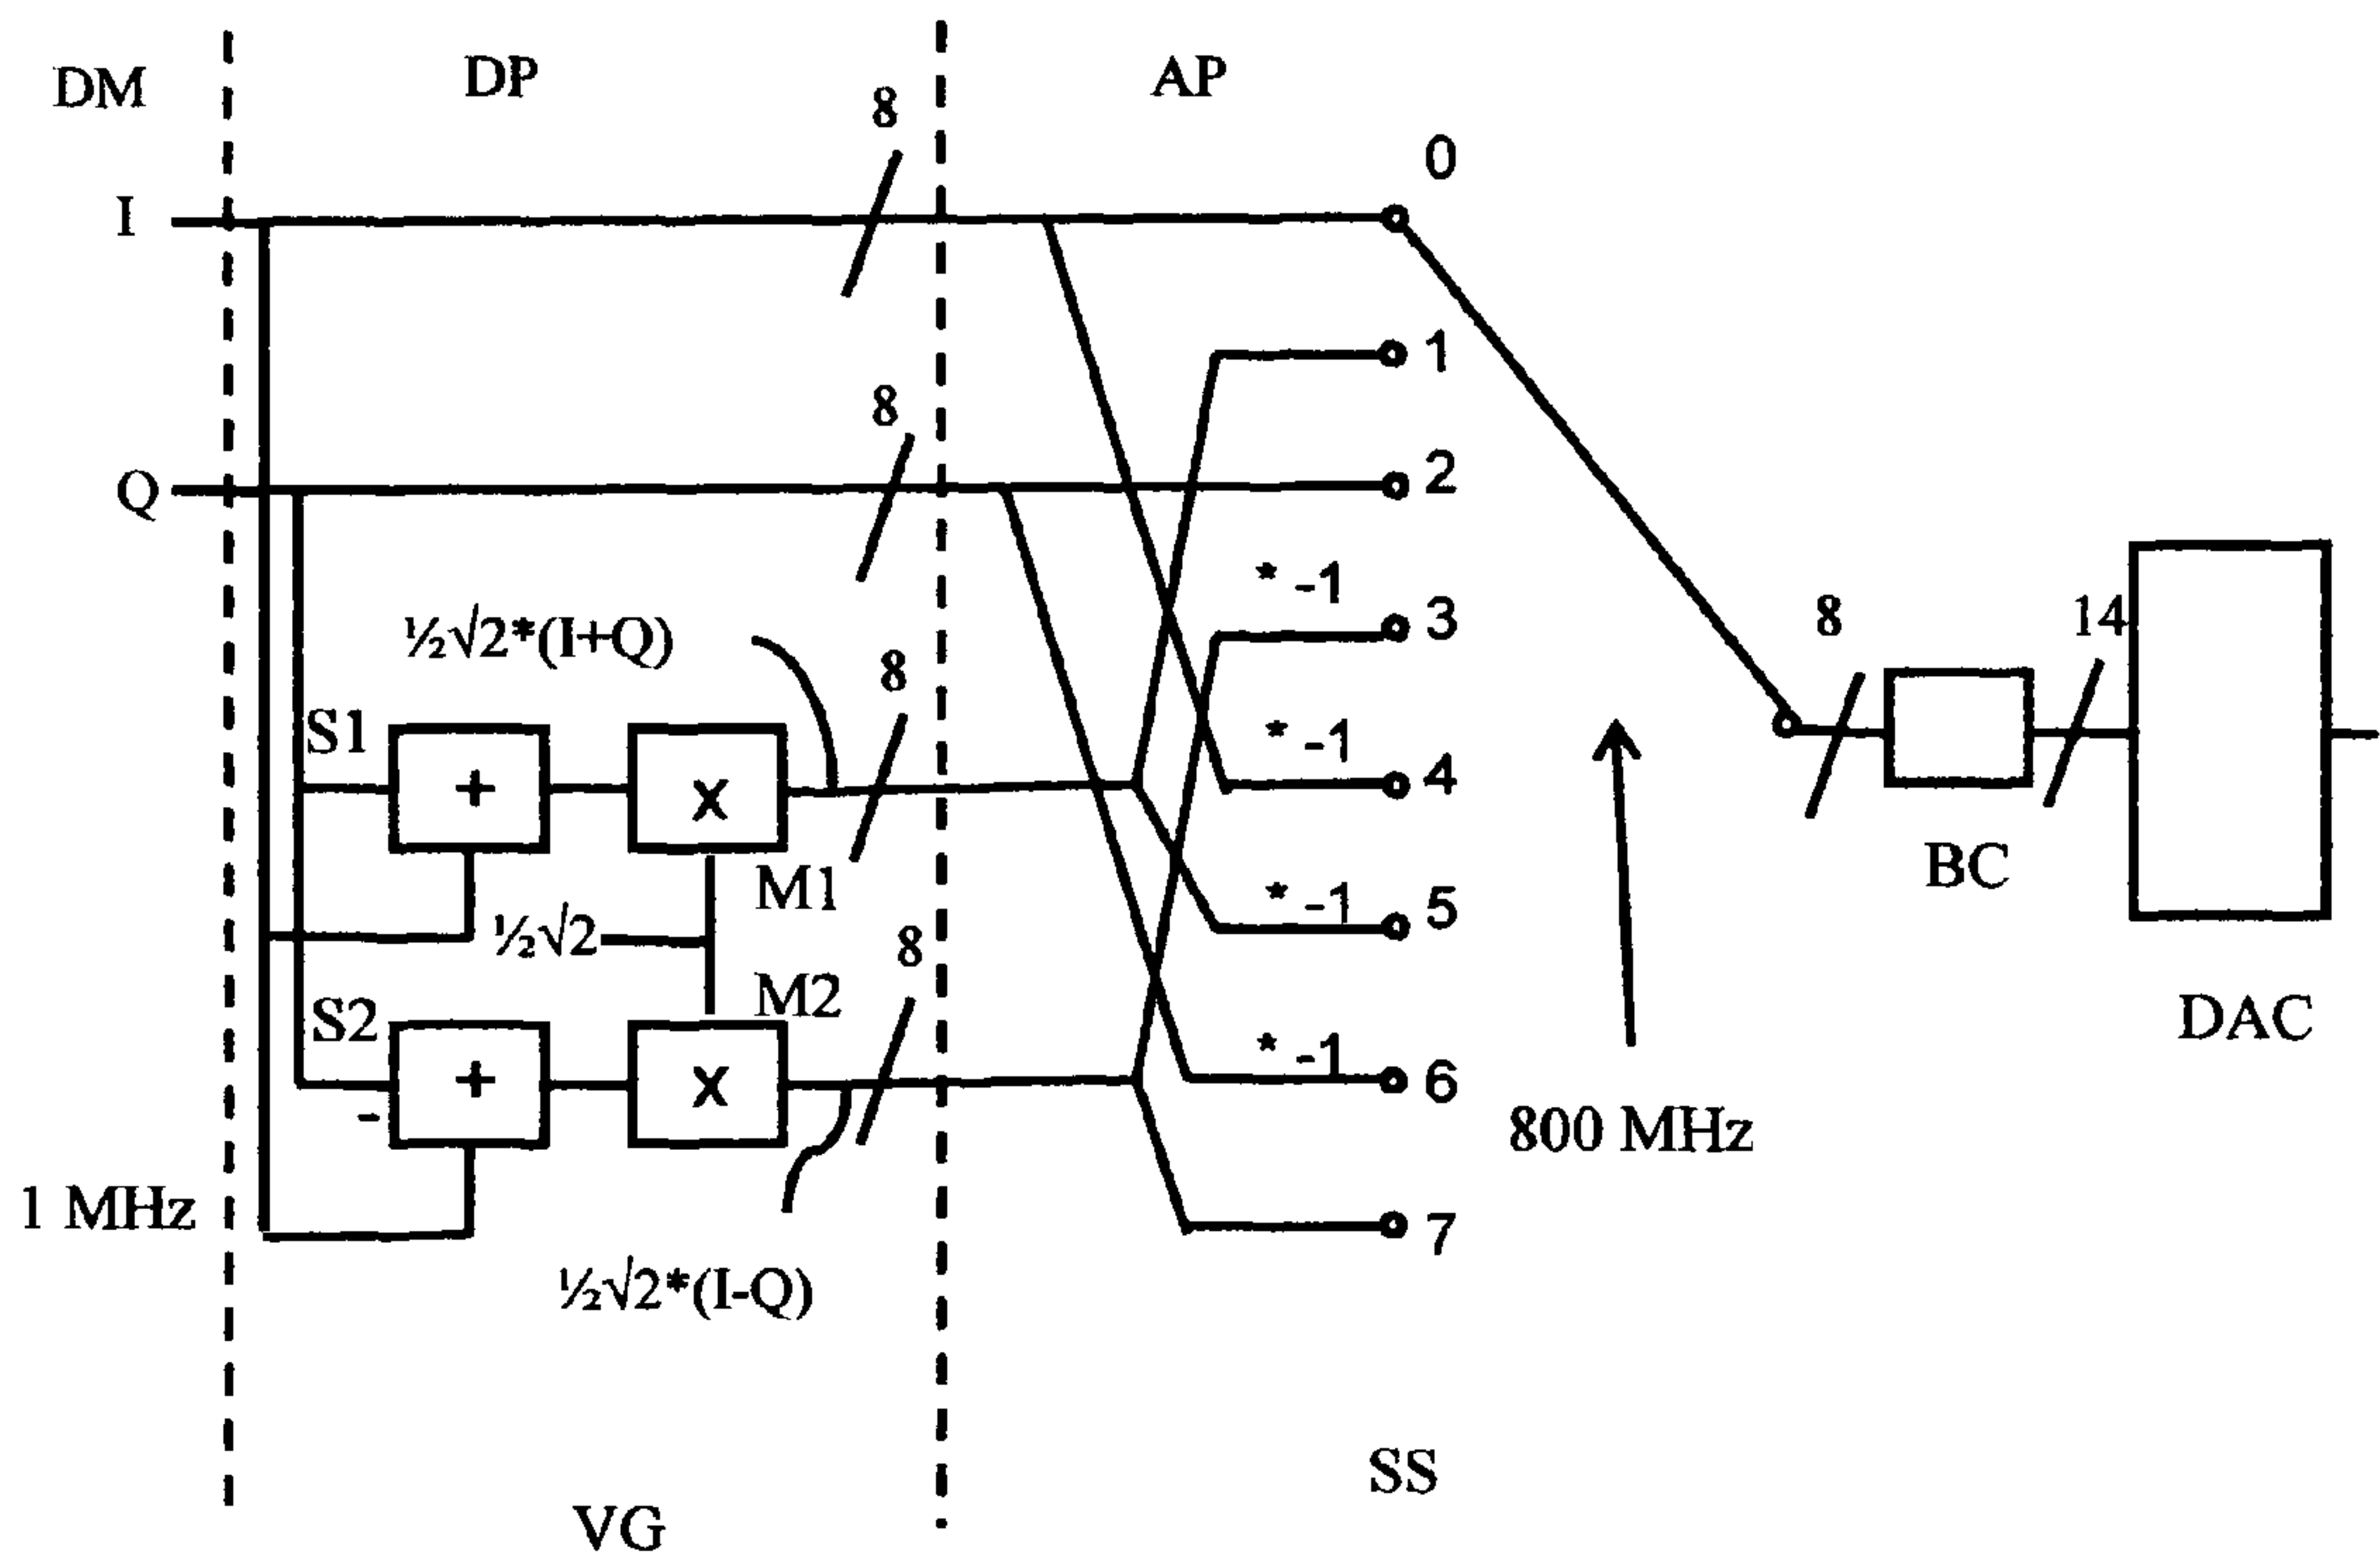 DM
DP
AP
8
0
I
1
8
Q
2
* -1
3
½√2*(I+Q)
8
8
14
S1
+
x
* -1
4
M1
BC
½√2
* -1
5
8
M2
S2
DAC
+
x
-
* -1
6
800 MHz
1 MHz
7
½√2*(I-Q)
SS
VG